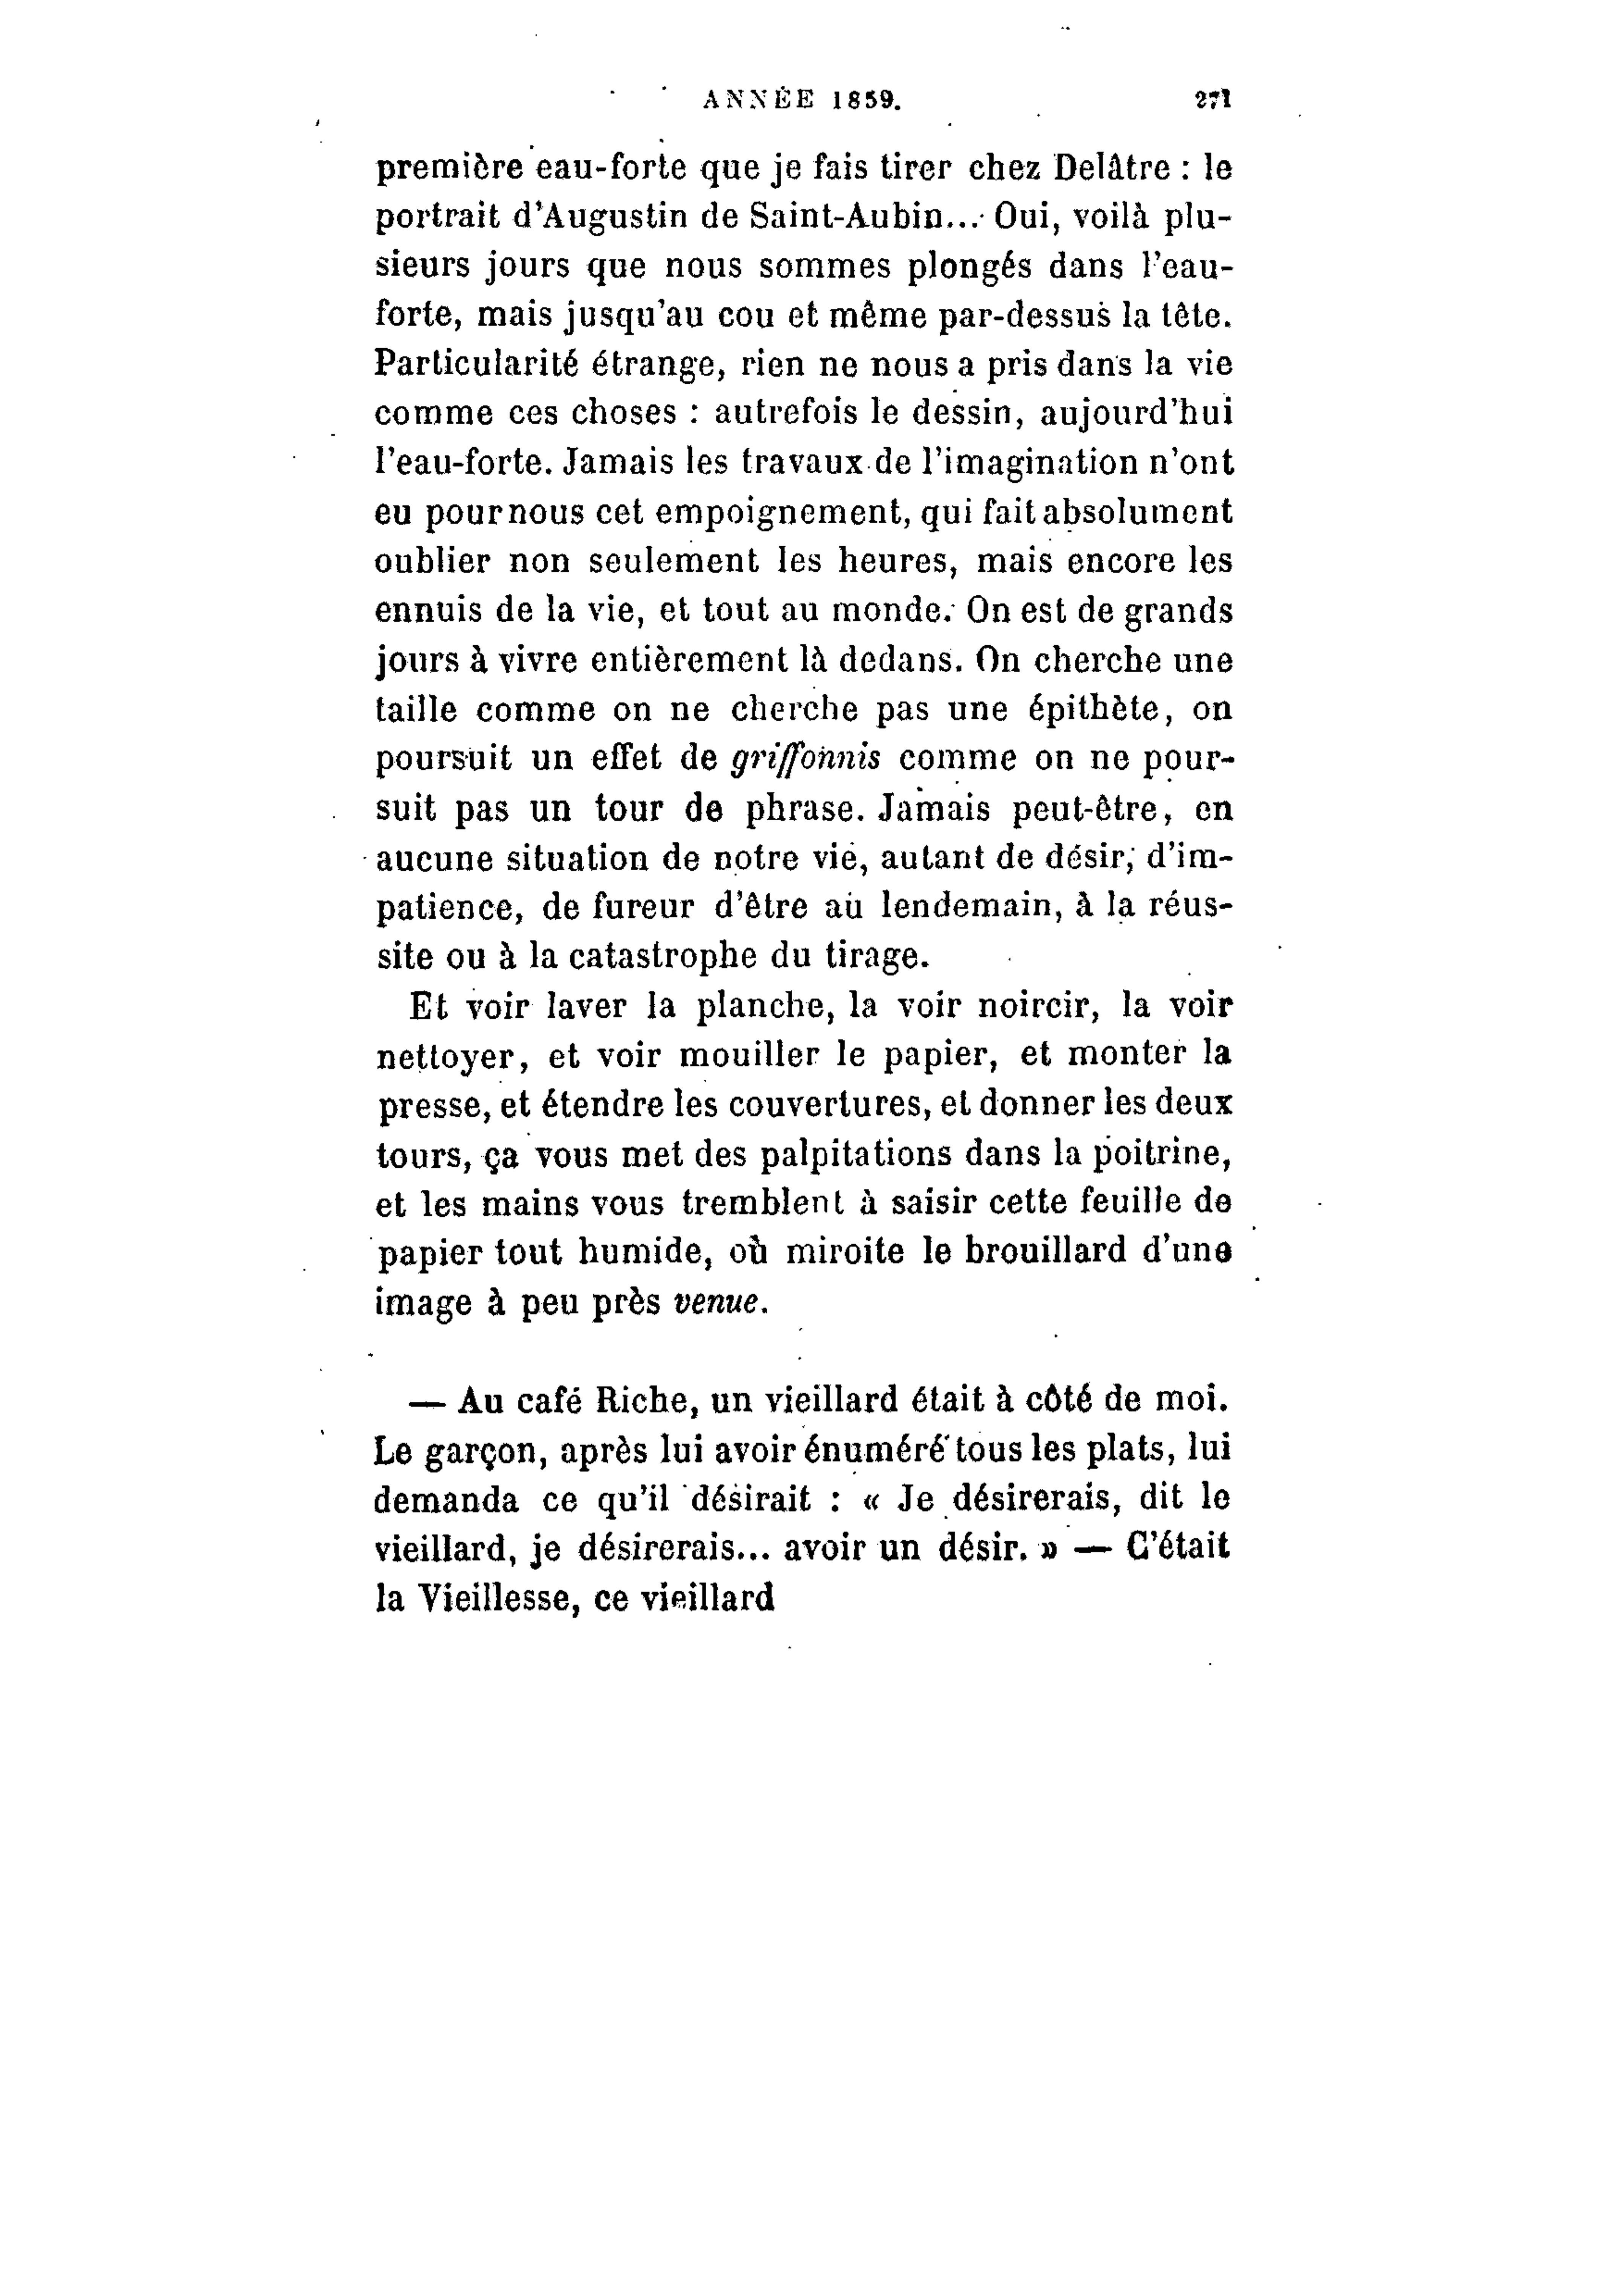 ANNÉE 1859. 271
première eau-forte que je fais tirer chez Delâtre : le
portrait d'Augustin de Saint-Aubin... Oui, voilà plu-
sieurs jours que nous sommes plongés dans l'eau-
forte, mais jusqu'au cou et même par-dessus la tête.
Particularité étrange, rien ne nous a pris dans la vie
comme ces choses : autrefois le dessin, aujourd'hui
l'eau-forte. Jamais les travaux de l'imagination n'ont
eu pour nous cet empoignement, qui fait absolument
oublier non seulement les heures, mais encore les
ennuis de la vie, et tout au monde. On est de grands
jours à vivre entièrement là dedans. On cherche une
taille comme on ne cherche pas une épithète, on
poursuit un effet de griffonnis comme on ne pour-
suit pas un tour de phrase. Jamais peut-être, en
aucune situation de notre vie, autant de désir, d'im-
patience, de fureur d'être au lendemain, à la réus-
site ou à la catastrophe du tirage.
Et voir laver la planche, la voir noircir, la voir
nettoyer, et voir mouiller le papier, et monter la
presse, et étendre les couvertures, et donner les deux
tours, ça vous met des palpitations dans la poitrine,
et les mains vous tremblent à saisir cette feuille de
papier tout humide, où miroite le brouillard d'une
image à peu près venue.
— Au café Riche, un vieillard était à côté de moi.
Le garçon, après lui avoir énuméré tous les plats, lui
demanda ce qu'il désirait : « Je désirerais, dit le
vieillard, je désirerais... avoir un désir. » — C'était
la Vieillesse, ce vieillard